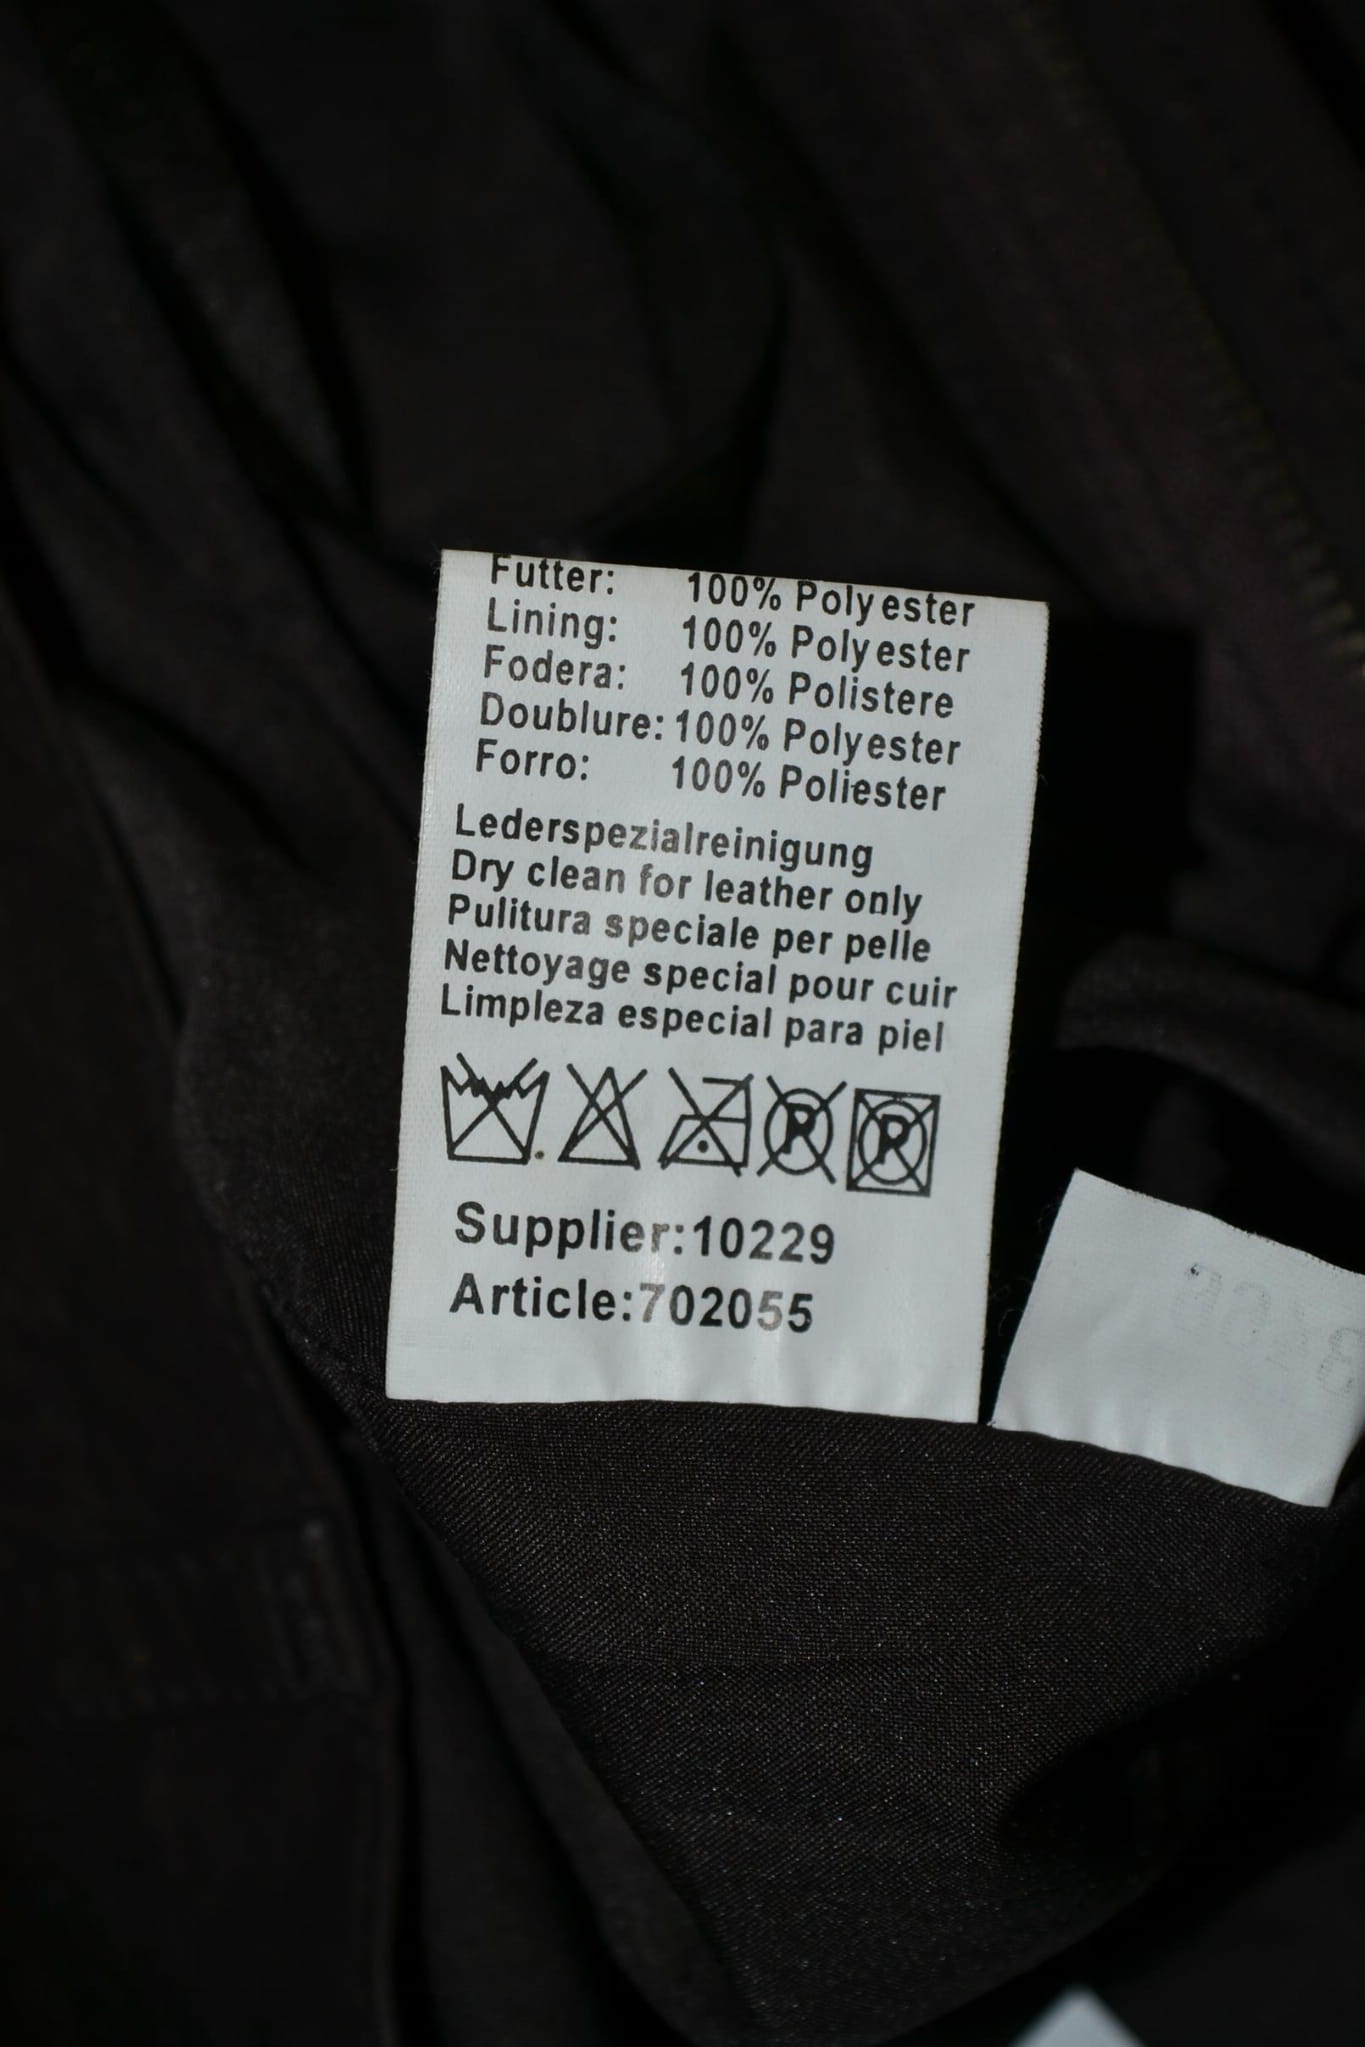 Futter: 100% Polyester
Lining: 100% Polyester
Fodera: 100% Polistere
Doublure: 100% Polyester
Forro: 100% Poliester
Lederspezialreinigung
Dry clean for leather only
Pulitura speciale per pelle
Nettoyage special pour cuir
Limpleza especial para piel
Supplier:10229
Article:702055